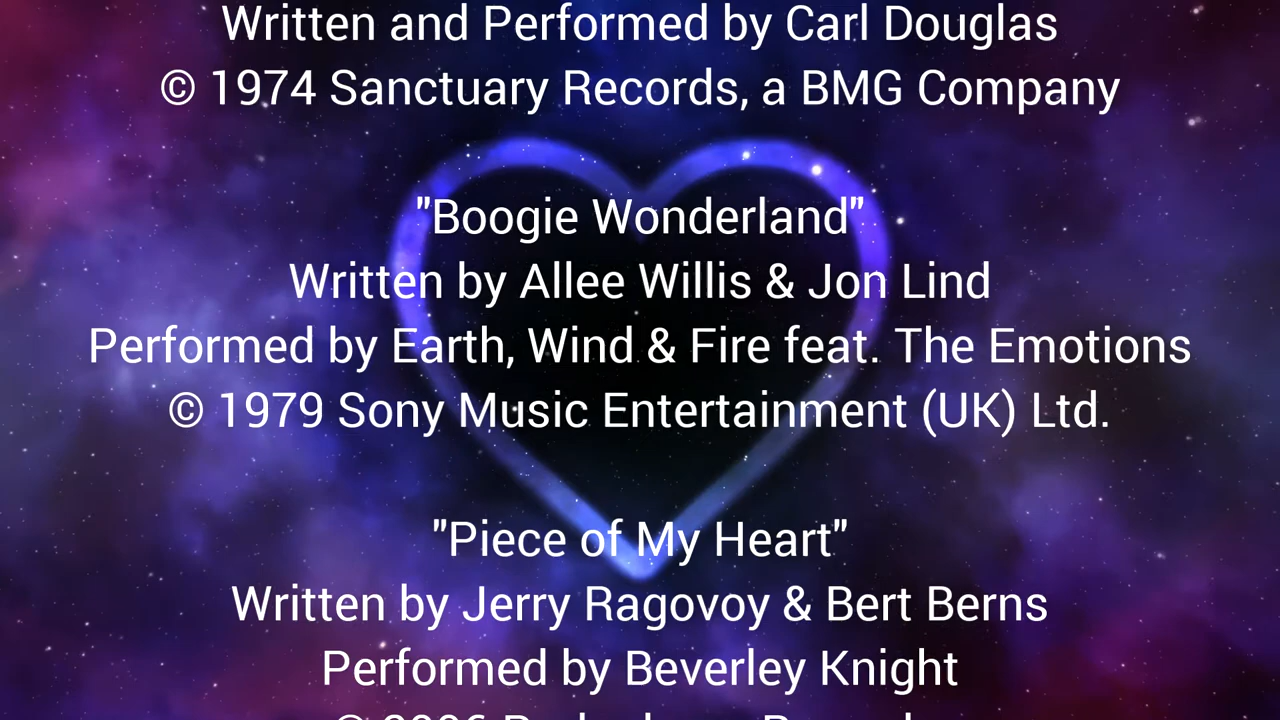 Written and Performed by Carl Douglas
© 1974 Sanctuary Records, a BMG Company
"Boogie Wonderland"
Written by Allee Willis & Jon Lind
Performed by Earth, Wind & Fire feat. The Emotions
© 1979 Sony Music Entertainment (UK) Ltd.
"Piece of My Heart"
Written by Jerry Ragovoy & Bert Berns
Performed by Beverley Knight